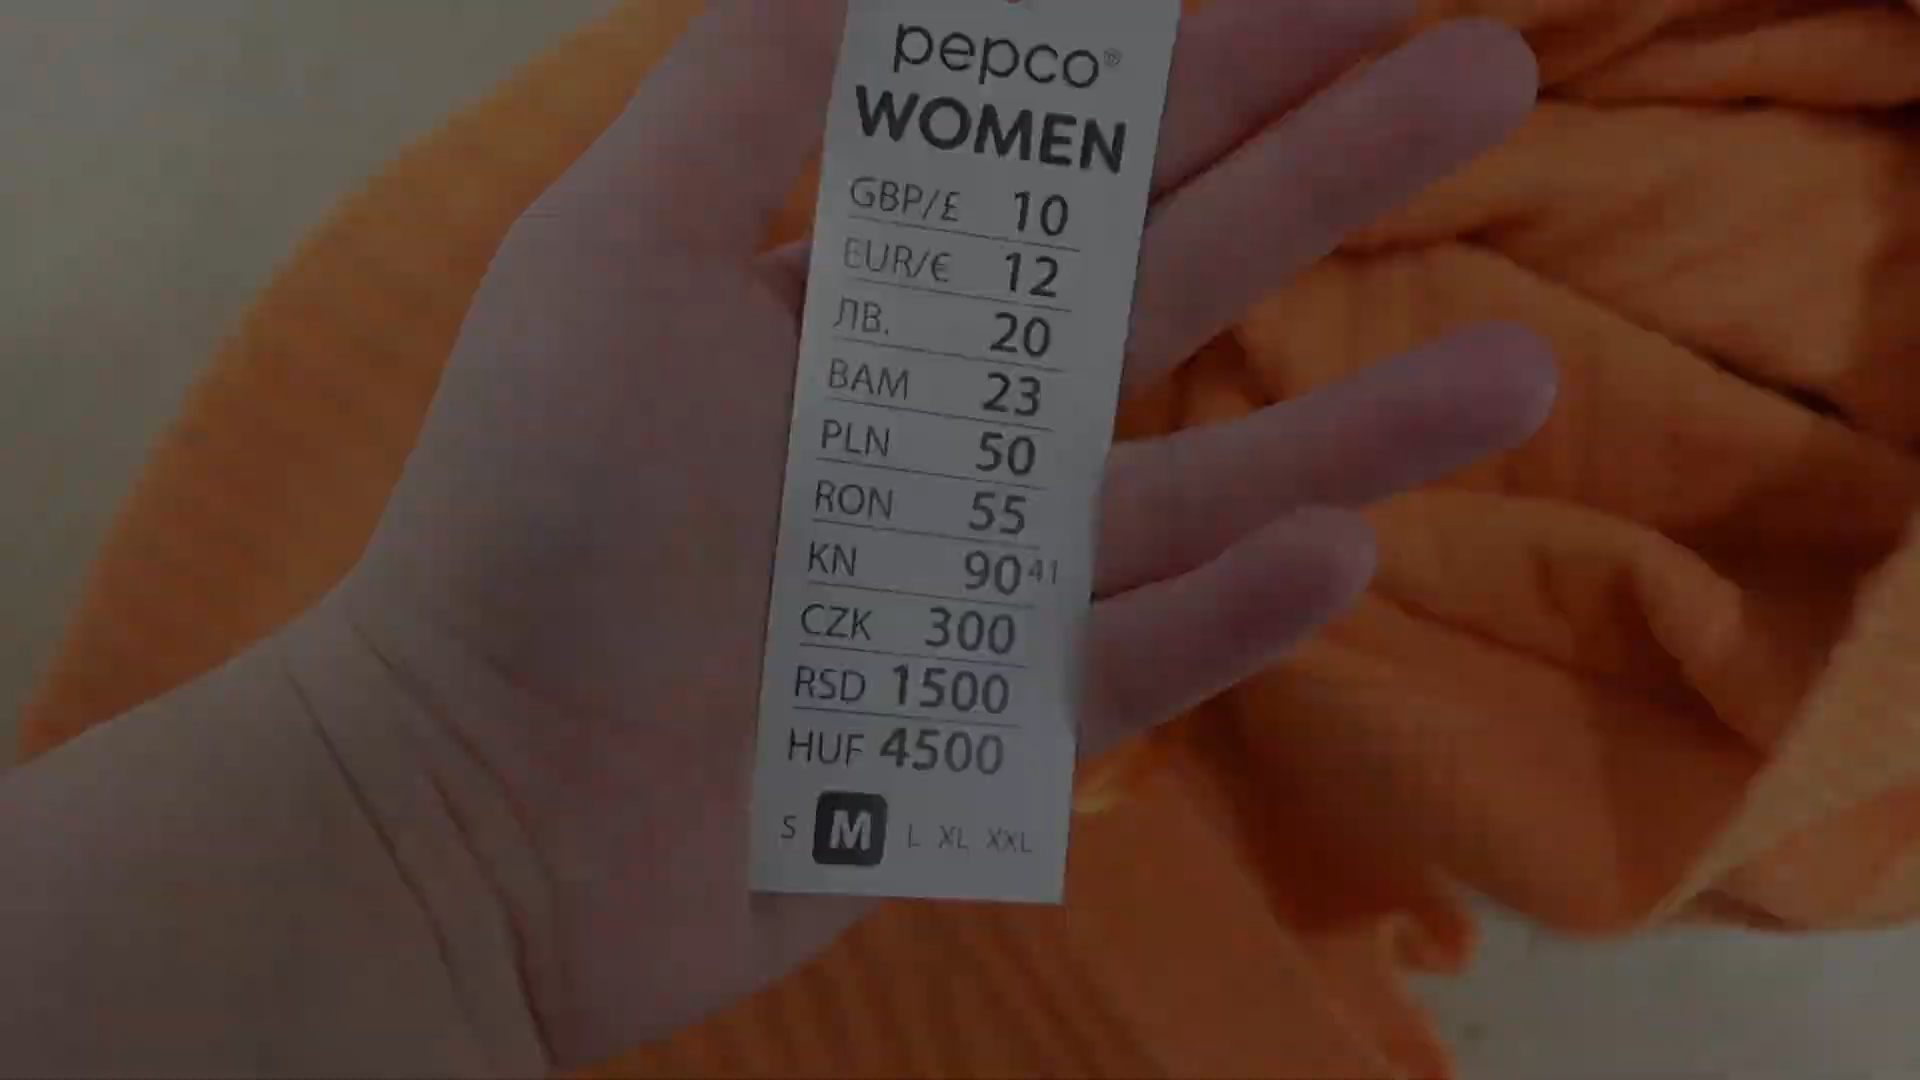 pepco®
WOMEN
GBP/£ 10
EUR/€ 12
ЛВ. 20
BAM 23
PLN 50
RON 55
KN 90⁴¹
CZK 300
RSD 1500
HUF 4500
S M L XL XXL